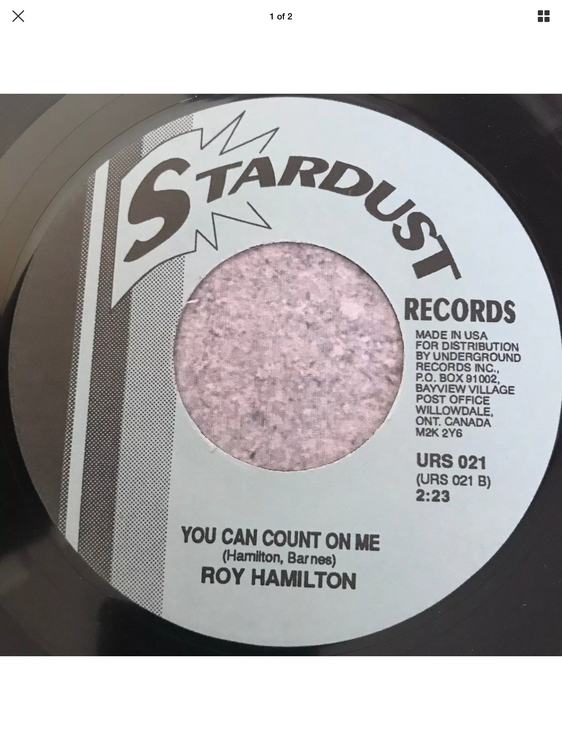 1 of 2
STARDUST
RECORDS
MADE IN USA
FOR DISTRIBUTION
BY UNDERGROUND
RECORDS INC.,
P.O. BOX 91002,
BAYVIEW VILLAGE
POST OFFICE
WILLOWDALE,
ONT. CANADA
M2K 2Y6
URS 021
(URS 021 B)
2:23
YOU CAN COUNT ON ME
(Hamilton, Barnes)
ROY HAMILTON